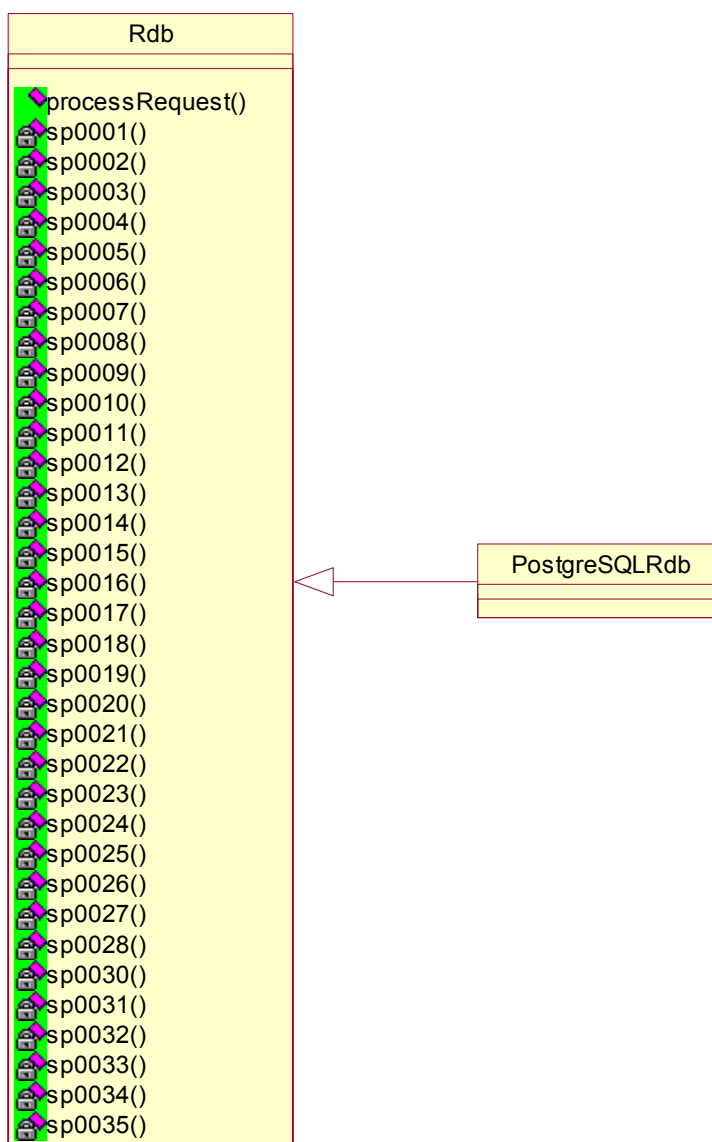 Rdb
processRequest()
sp0001()
sp0002()
sp0003()
sp0004()
sp0005()
sp0006()
sp0007()
sp0008()
sp0009()
sp0010()
sp0011()
sp0012()
sp0013()
sp0014()
sp0015()
sp0016()
sp0017()
sp0018()
sp0019()
sp0020()
sp0021()
sp0022()
sp0023()
sp0024()
sp0025()
sp0026()
sp0027()
sp0028()
sp0030()
sp0031()
sp0032()
sp0033()
sp0034()
sp0035()
PostgreSQLRdb